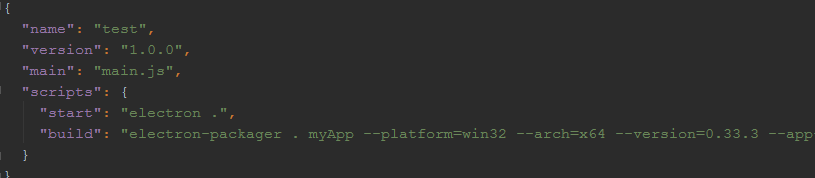 {
"name": "test",
"version": "1.0.0",
"main": "main.js",
"scripts": {
"start": "electron .",
"build": "electron-packager . myApp --platform=win32 --arch=x64 --version=0.33.3 --app
}
}